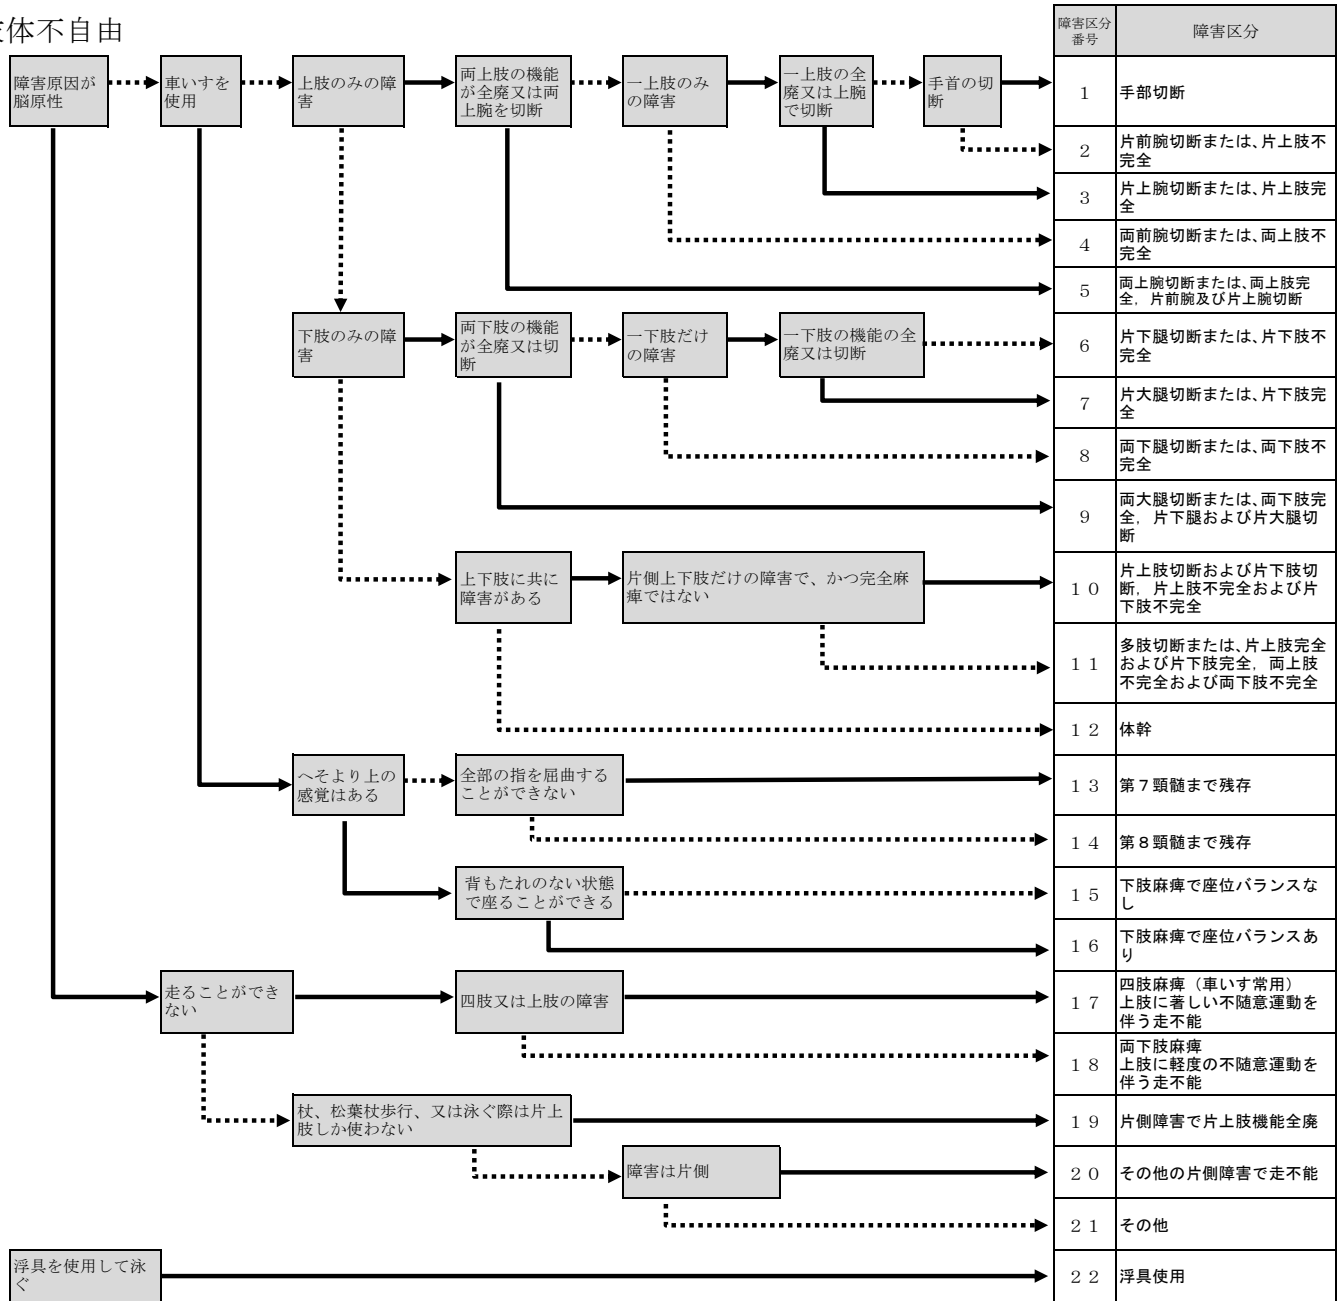 肢体不自由
障害区分
番号
障害区分
障害原因が
脳原性
車いすを
使用
上肢のみの障
害
両上肢の機能
が全廃又は両
上腕を切断
一上肢のみ
の障害
一上肢の全
廃又は上腕
で切断
手首の切
断
1
手部切断
2
片前腕切断または、片上肢不
完全
3
片上腕切断または、片上肢完
全
4
両前腕切断または、両上肢不
完全
5
両上腕切断または、両上肢完
全，片前腕及び片上腕切断
下肢のみの障
害
両下肢の機能
が全廃又は切
断
一下肢だけ
の障害
一下肢の機能の全
廃又は切断
6
片下腿切断または、片下肢不
完全
7
片大腿切断または、片下肢完
全
8
両下腿切断または、両下肢不
完全
9
両大腿切断または、両下肢完
全，片下腿および片大腿切
断
上下肢に共に
障害がある
片側上下肢だけの障害で、かつ完全麻
痺ではない
１０
片上肢切断および片下肢切
断，片上肢不完全および片
下肢不完全
１１
多肢切断または、片上肢完全
および片下肢完全，両上肢
不完全および両下肢不完全
１２
体幹
へそより上の
感覚はある
全部の指を屈曲する
ことができない
１３
第７頸髄まで残存
１４
第８頸髄まで残存
背もたれのない状態
で座ることができる
１５
下肢麻痺で座位バランスな
し
１６
下肢麻痺で座位バランスあ
り
走ることができ
ない
四肢又は上肢の障害
１７
四肢麻痺（車いす常用）
上肢に著しい不随意運動を
伴う走不能
１８
両下肢麻痺
上肢に軽度の不随意運動を
伴う走不能
杖、松葉杖歩行、又は泳ぐ際は片上
肢しか使わない
１９
片側障害で片上肢機能全廃
障害は片側
２０
その他の片側障害で走不能
２１
その他
浮具を使用して泳
ぐ
２２
浮具使用